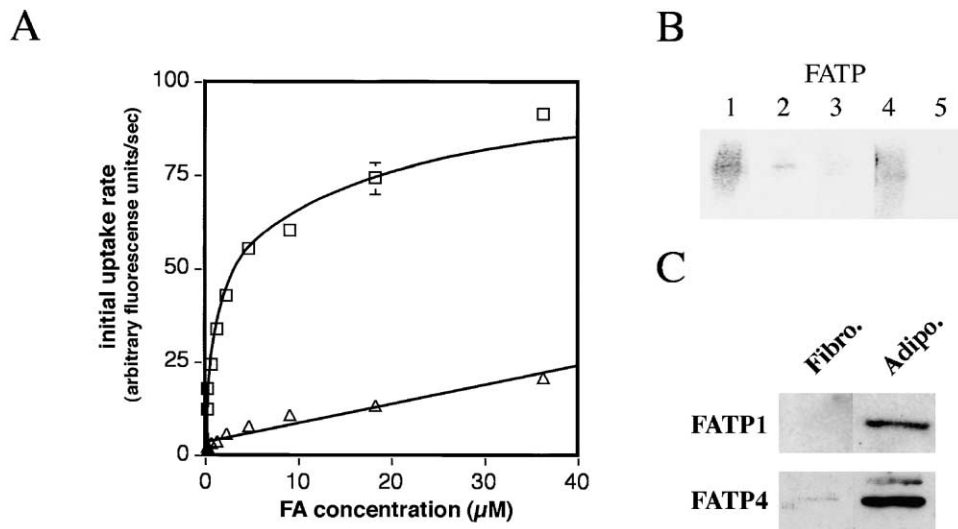 A
100
75
50
25
0
initial uptake rate
(arbitrary fluorescense units/sec)
0 10 20 30 40
FA concentration (µM)
B
FATP
1 2 3 4 5
C
Fibro. Adipo.
FATP1
FATP4